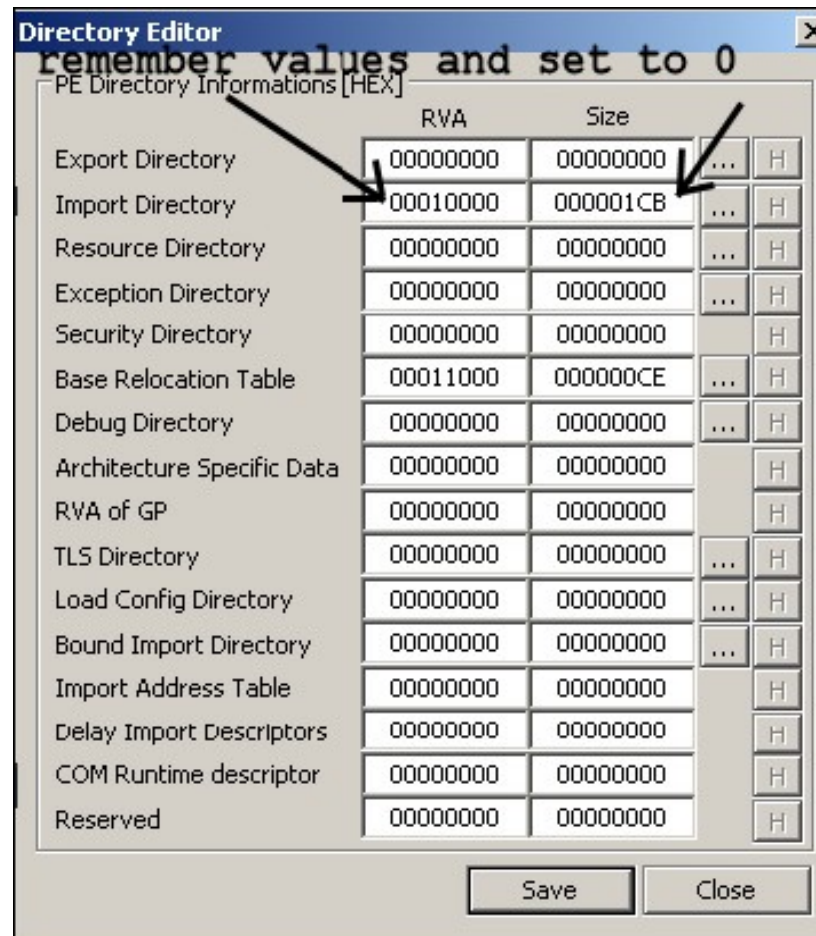 Directory Editor
remember values and set to 0
PE Directory Informations [HEX]
RVA Size
Export Directory 00000000 00000000 ... H
Import Directory 00010000 000001CB ... H
Resource Directory 00000000 00000000 ... H
Exception Directory 00000000 00000000 ... H
Security Directory 00000000 00000000 H
Base Relocation Table 00011000 000000CE ... H
Debug Directory 00000000 00000000 ... H
Architecture Specific Data 00000000 00000000 H
RVA of GP 00000000 00000000 H
TLS Directory 00000000 00000000 ... H
Load Config Directory 00000000 00000000 ... H
Bound Import Directory 00000000 00000000 ... H
Import Address Table 00000000 00000000 H
Delay Import Descriptors 00000000 00000000 H
COM Runtime descriptor 00000000 00000000 H
Reserved 00000000 00000000 H
Save Close